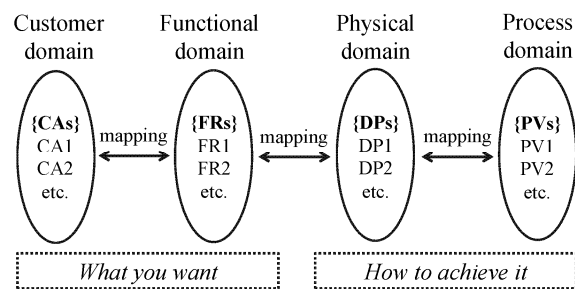 Customer domain
Functional domain
Physical domain
Process domain
{CAs}
CA1
CA2
etc.
mapping
{FRs}
FR1
FR2
etc.
mapping
{DPs}
DP1
DP2
etc.
mapping
{PVs}
PV1
PV2
etc.
What you want
How to achieve it